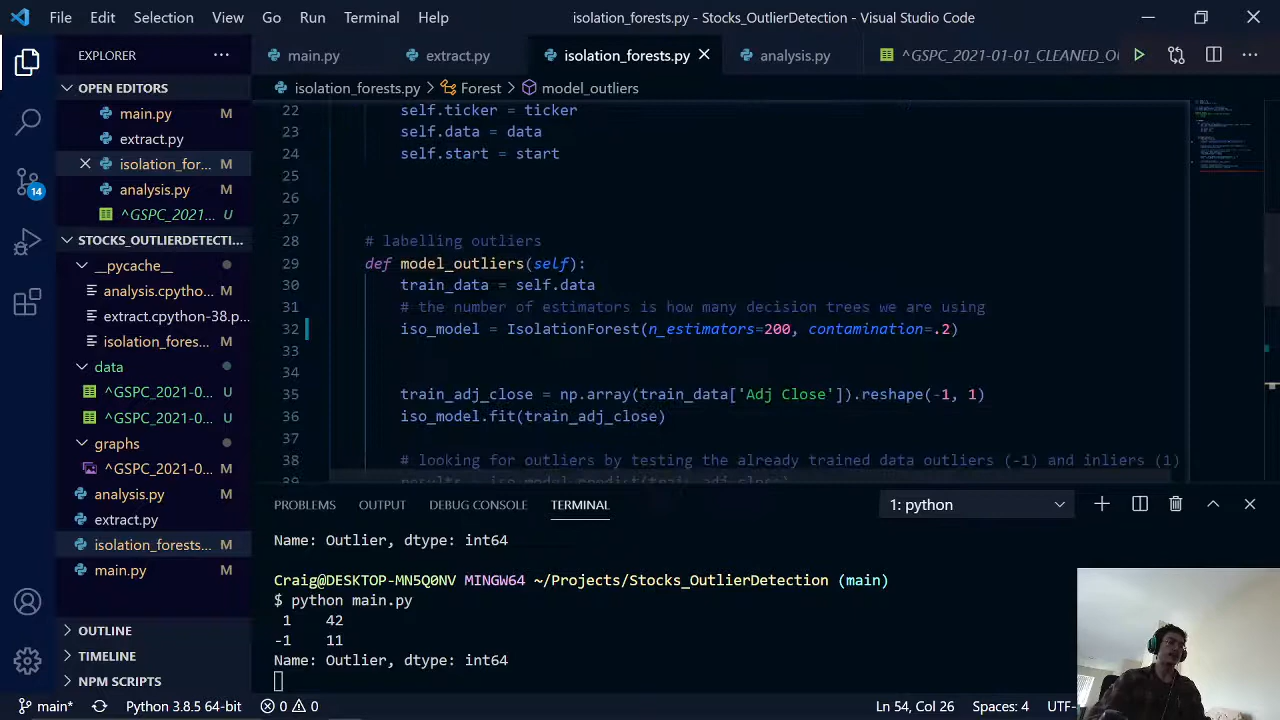 File Edit Selection View Go Run Terminal Help isolation_forests.py - Stocks_OutlierDetection - Visual Studio Code
EXPLORER ...
main.py extract.py isolation_forests.py analysis.py ^GSPC_2021-01-01_CLEANED_OU
isolation_forests.py > Forest > model_outliers
OPEN EDITORS
main.py M
extract.py
isolation_for... M
analysis.py M
^GSPC_2021... U
STOCKS_OUTLIERDETECTI...
__pycache__
analysis.cpytho...
extract.cpython-38.p...
isolation_fores...
data
^GSPC_2021-0... U
^GSPC_2021-0... U
graphs
^GSPC_2021-0...
analysis.py M
extract.py
isolation_forests... M
main.py M
OUTLINE
TIMELINE
NPM SCRIPTS
14
22 self.ticker = ticker
23 self.data = data
24 self.start = start
25
26
27
28 # labelling outliers
29 def model_outliers(self):
30 train_data = self.data
31 # the number of estimators is how many decision trees we are using
32 iso_model = IsolationForest(n_estimators=200, contamination=.2)
33
34
35 train_adj_close = np.array(train_data['Adj Close']).reshape(-1, 1)
36 iso_model.fit(train_adj_close)
37
38 # looking for outliers by testing the already trained data outliers (-1) and inliers (1)
39 results = iso_model.predict(train_adj_close)
PROBLEMS OUTPUT DEBUG CONSOLE TERMINAL 1: python
Name: Outlier, dtype: int64
Craig@DESKTOP-MN5Q0NV MINGW64 ~/Projects/Stocks_OutlierDetection (main)
$ python main.py
1 42
-1 11
Name: Outlier, dtype: int64
main* Python 3.8.5 64-bit 0 0 Ln 54, Col 26 Spaces: 4 UTF-